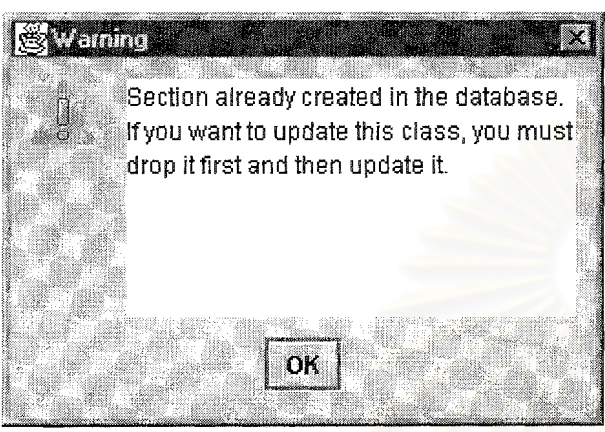 Warning
Section already created in the database.
If you want to update this class, you must
drop it first and then update it.
OK